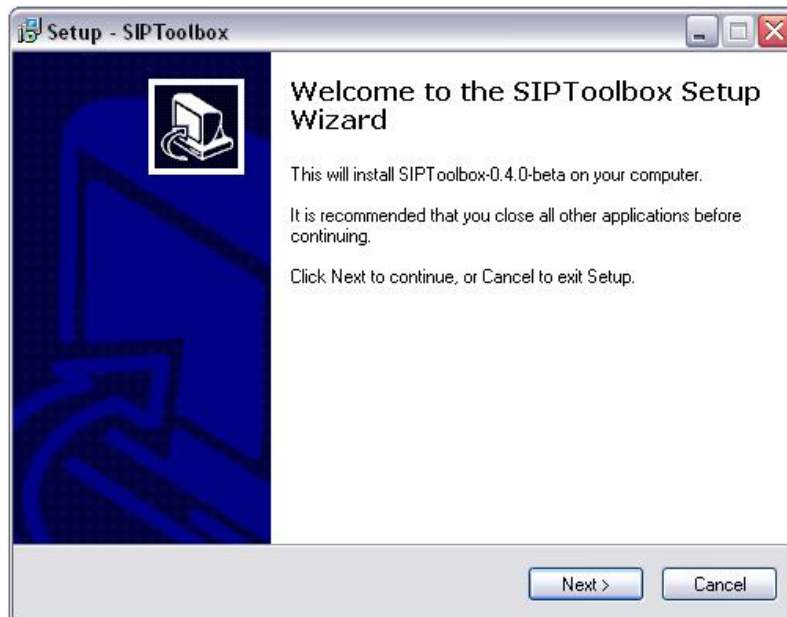 Setup - SIPToolbox
Welcome to the SIPToolbox Setup
Wizard
This will install SIPToolbox-0.4.0-beta on your computer.
It is recommended that you close all other applications before
continuing.
Click Next to continue, or Cancel to exit Setup.
Next >
Cancel